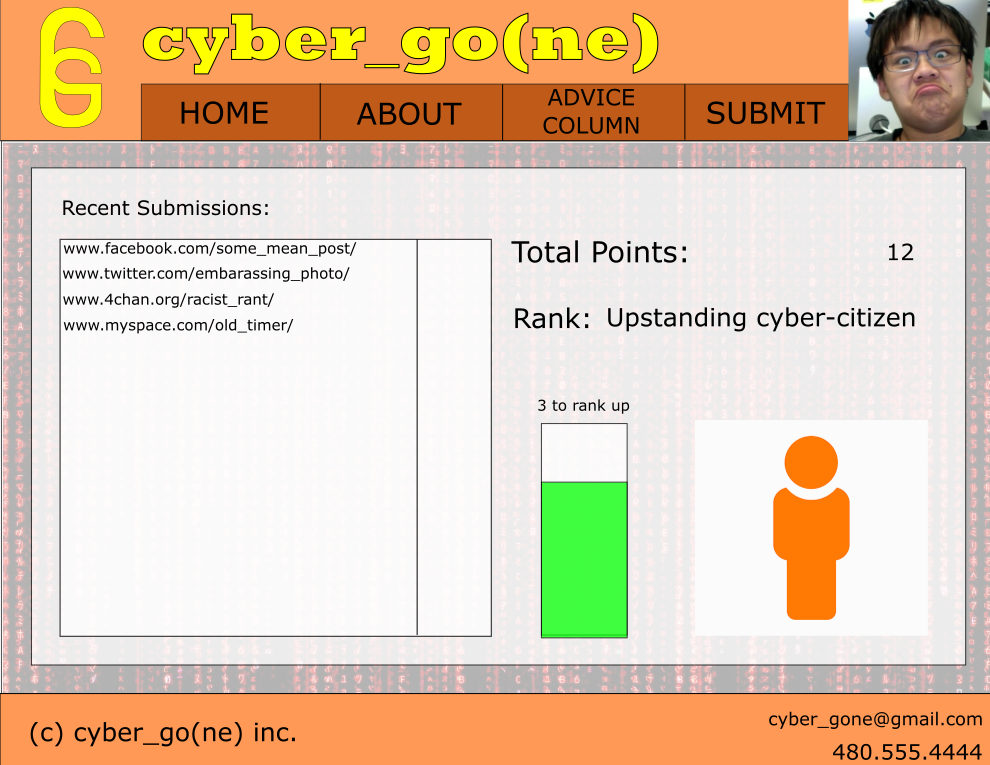 cyber_go(ne)
HOME
ABOUT
ADVICE
COLUMN
SUBMIT
Recent Submissions:
www.facebook.com/some_mean_post/
www.twitter.com/embarassing_photo/
www.4chan.org/racist_rant/
www.myspace.com/old_timer/
Total Points: 12
Rank: Upstanding cyber-citizen
3 to rank up
(c) cyber_go(ne) inc.
cyber_gone@gmail.com
480.555.4444